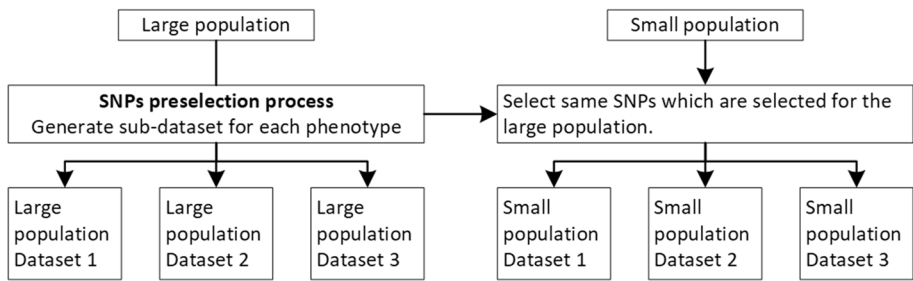 Large population
Small population
SNPs preselection process
Generate sub-dataset for each phenotype
Select same SNPs which are selected for the
large population.
Large
population
Dataset 1
Large
population
Dataset 2
Large
population
Dataset 3
Small
population
Dataset 1
Small
population
Dataset 2
Small
population
Dataset 3